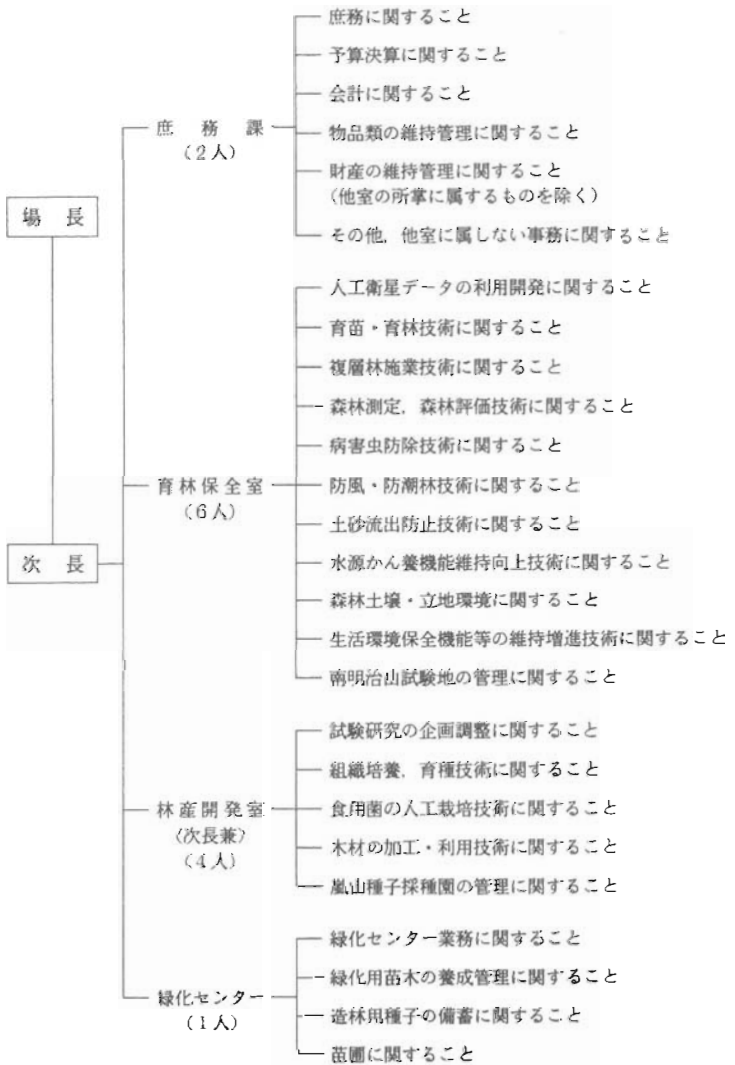 場長
次長
庶務課
(2人)
庶務に関すること
予算決算に関すること
会計に関すること
物品類の維持管理に関すること
財産の維持管理に関すること
(他室の所掌に属するものを除く)
その他,他室に属しない事務に関すること
育林保全室
(6人)
人工衛星データの利用開発に関すること
育苗・育林技術に関すること
複層林施業技術に関すること
森林測定,森林評価技術に関すること
病害虫防除技術に関すること
防風・防潮林技術に関すること
土砂流出防止技術に関すること
水源かん養機能維持向上技術に関すること
森林土壌・立地環境に関すること
生活環境保全機能等の維持増進技術に関すること
南明治山試験地の管理に関すること
林産開発室
(次長兼)
(4人)
試験研究の企画調整に関すること
組織培養,育種技術に関すること
食用菌の人工栽培技術に関すること
木材の加工・利用技術に関すること
嵐山種子採種園の管理に関すること
緑化センター
(1人)
緑化センター業務に関すること
緑化用苗木の養成管理に関すること
造林用種子の備蓄に関すること
苗圃に関すること